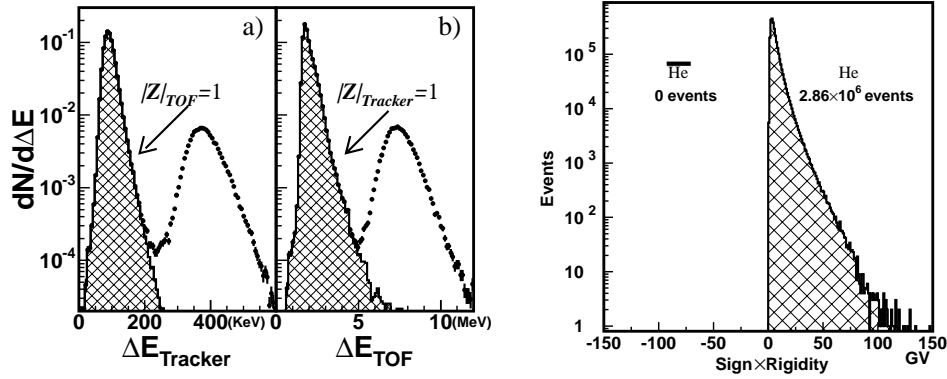 dN/dΔE
10⁻¹
10⁻²
10⁻³
10⁻⁴
a)
|Z|TOF=1
0 200 400(KeV)
ΔETracker
b)
|Z|Tracker=1
0 5 10(MeV)
ΔETOF
Events
10⁵
10⁴
10³
10²
10
1
He
0 events
He
2.86×10⁶ events
-150 -100 -50 0 50 100 150
Sign×Rigidity GV